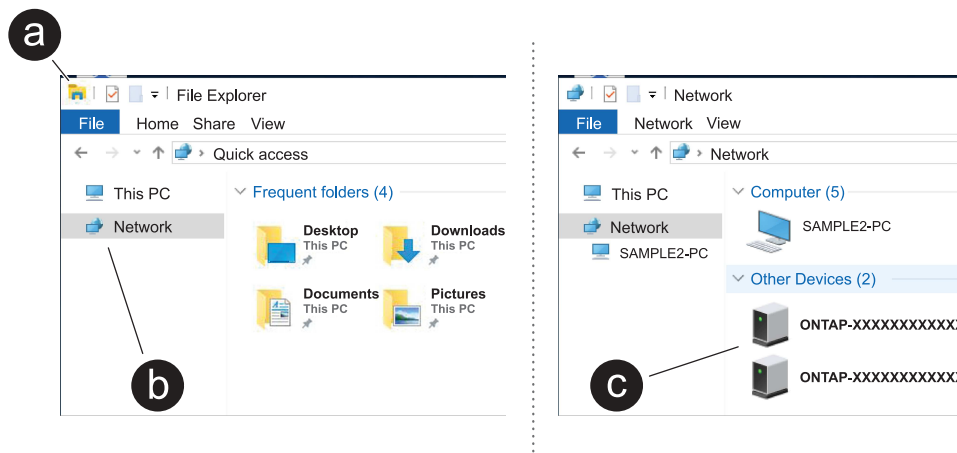 a
File Explorer
File Home Share View
Quick access
This PC
Network
Frequent folders (4)
Desktop
This PC
Downloads
This PC
Documents
This PC
Pictures
This PC
b
Network
File Network View
Network
This PC
Network
SAMPLE2-PC
Computer (5)
SAMPLE2-PC
Other Devices (2)
ONTAP-XXXXXXXXXXX
ONTAP-XXXXXXXXXXX
c